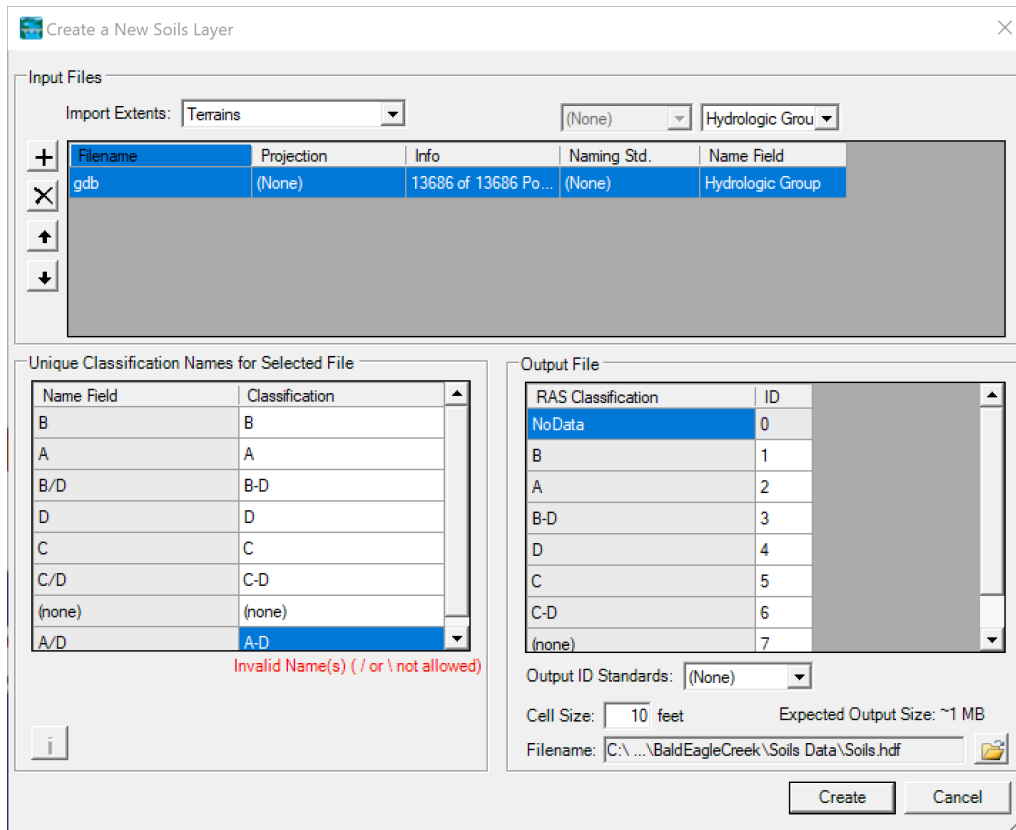 Create a New Soils Layer
Input Files
Import Extents: Terrains (None) Hydrologic Grou
Filename Projection Info Naming Std. Name Field
gdb (None) 13686 of 13686 Po... (None) Hydrologic Group
Unique Classification Names for Selected File
Name Field Classification
B B
A A
B/D B-D
D D
C C
C/D C-D
(none) (none)
A/D A-D
Invalid Name(s) ( / or \ not allowed)
i
Output File
RAS Classification ID
NoData 0
B 1
A 2
B-D 3
D 4
C 5
C-D 6
(none) 7
Output ID Standards: (None)
Cell Size: 10 feet Expected Output Size: ~1 MB
Filename: C:\ ...\BaldEagleCreek\Soils Data\Soils.hdf
Create Cancel